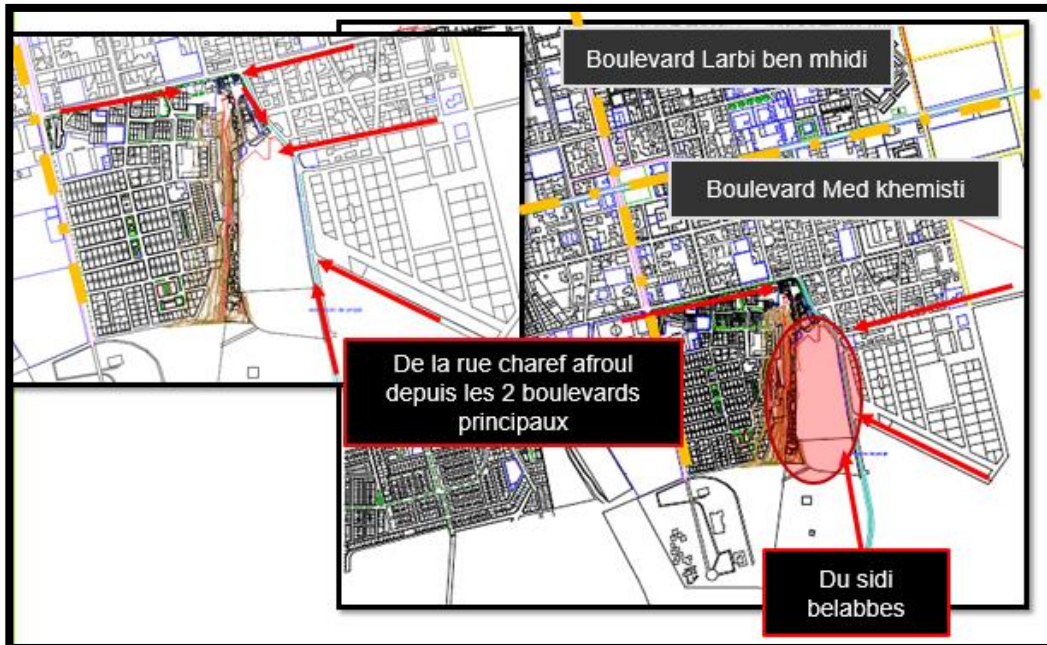 Boulevard Larbi ben mhidi
Boulevard Med khemisti
De la rue charef afroul
depuis les 2 boulevards
principaux
Du sidi
belabbes